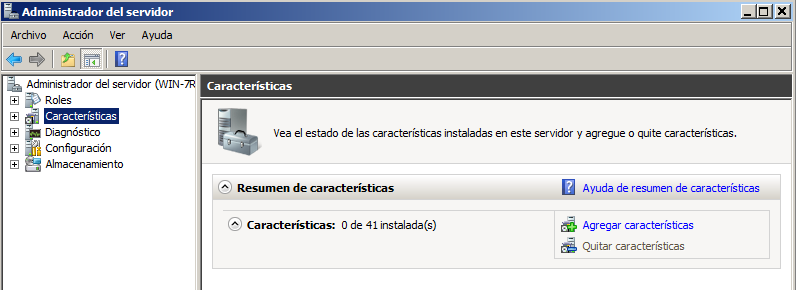 Administrador del servidor
Archivo Acción Ver Ayuda
Administrador del servidor (WIN-7R
Roles
Características
Diagnóstico
Configuración
Almacenamiento
Características
Vea el estado de las características instaladas en este servidor y agregue o quite características.
Resumen de características
Ayuda de resumen de características
Características: 0 de 41 instalada(s)
Agregar características
Quitar características